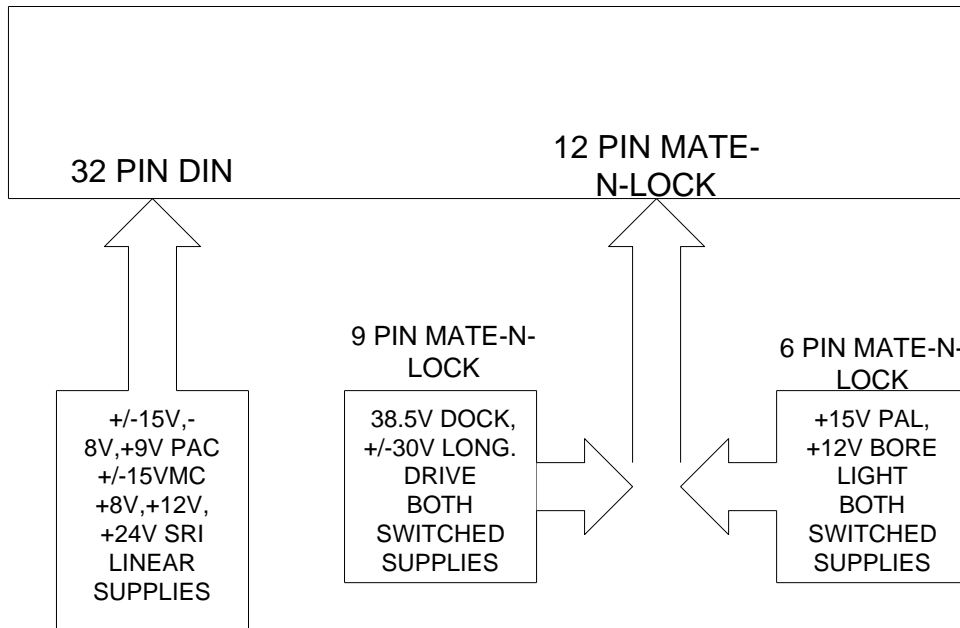 32 PIN DIN
12 PIN MATE-
N-LOCK
9 PIN MATE-N-
LOCK
6 PIN MATE-N-
LOCK
+/-15V,-
8V,+9V PAC
+/-15VMC
+8V,+12V,
+24V SRI
LINEAR
SUPPLIES
38.5V DOCK,
+/-30V LONG.
DRIVE
BOTH
SWITCHED
SUPPLIES
+15V PAL,
+12V BORE
LIGHT
BOTH
SWITCHED
SUPPLIES